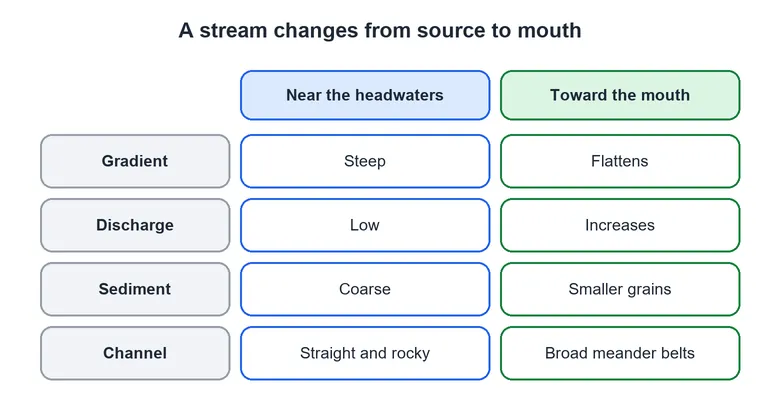 A stream changes from source to mouth
Near the headwaters
Toward the mouth
Gradient
Steep
Flattens
Discharge
Low
Increases
Sediment
Coarse
Smaller grains
Channel
Straight and rocky
Broad meander belts